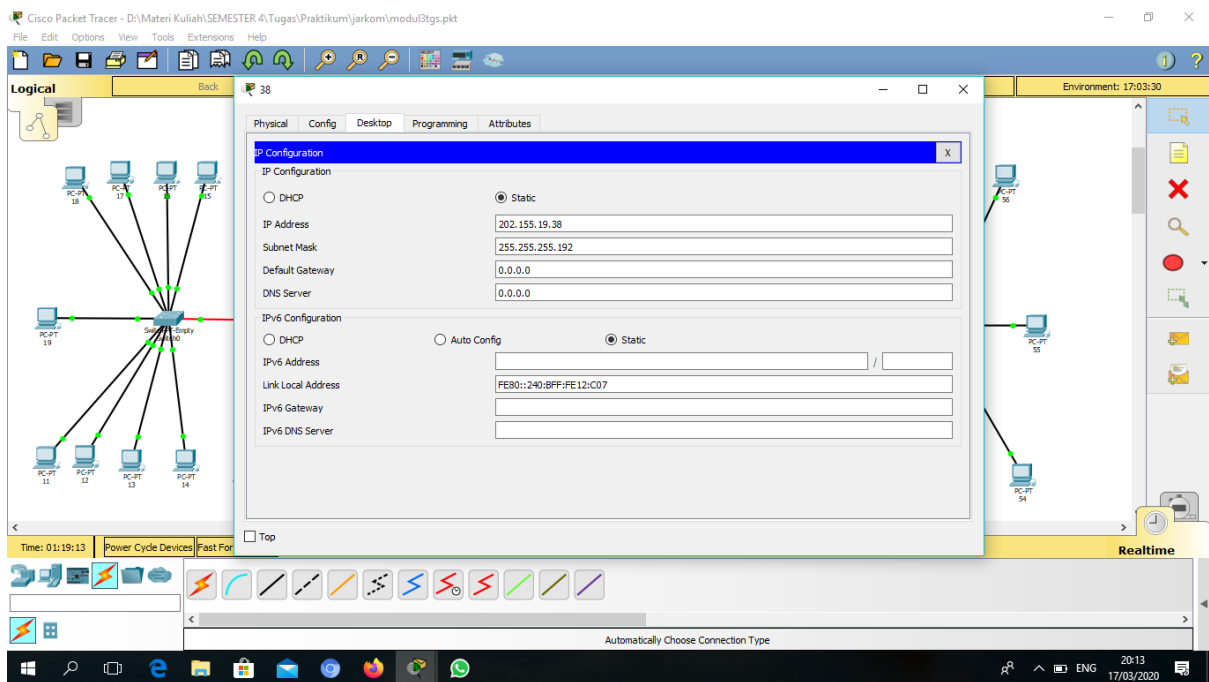 Cisco Packet Tracer - D:\Materi Kuliah\SEMESTER 4\Tugas\Praktikum\jarkom\modul3tgs.pkt
File Edit Options View Tools Extensions Help
Logical
Back
Environment: 17:03:30
38
Physical Config Desktop Programming Attributes
IP Configuration
X
IP Configuration
DHCP
Static
IP Address
202.155.19.38
Subnet Mask
255.255.255.192
Default Gateway
0.0.0.0
DNS Server
0.0.0.0
IPv6 Configuration
DHCP
Auto Config
Static
IPv6 Address
/
Link Local Address
FE80::240:BFF:FE12:C07
IPv6 Gateway
IPv6 DNS Server
Top
PC-PT
18
PC-PT
17
PC-PT
PC-PT
15
PC-PT
19
PC-PT
11
PC-PT
12
PC-PT
13
PC-PT
14
PC-PT
56
PC-PT
55
PC-PT
54
Time: 01:19:13
Power Cycle Devices
Fast For
Realtime
Automatically Choose Connection Type
ENG
20:13
17/03/2020